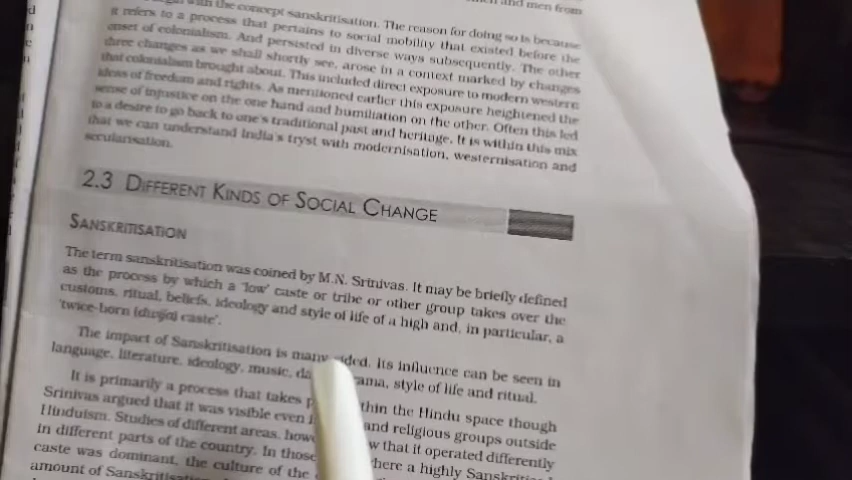 with the concept sanskritisation. The reason for doing so is because
it refers to a process that pertains to social mobility that existed before the
onset of colonialism. And persisted in diverse ways subsequently. The other
three changes as we shall shortly see, arose in a context marked by changes
that colonialism brought about. This included direct exposure to modern western
ideas of freedom and rights. As mentioned earlier this exposure heightened the
sense of injustice on the one hand and humiliation on the other. Often this led
to a desire to go back to one's traditional past and heritage. It is within this mix
that we can understand India's tryst with modernisation, westernisation and
secularisation.
2.3 DIFFERENT KINDS OF SOCIAL CHANGE
SANSKRITISATION
The term sanskritisation was coined by M.N. Srinivas. It may be briefly defined
as the process by which a 'low' caste or tribe or other group takes over the
customs, ritual, beliefs, ideology and style of life of a high and, in particular, a
'twice-born (dwija) caste'.
The impact of Sanskritisation is many-sided. Its influence can be seen in
language, literature, ideology, music, style of life and ritual.
It is primarily a process that takes within the Hindu space though
Srinivas argued that it was visible even and religious groups outside
Hinduism. Studies of different areas, that it operated differently
in different parts of the country. In those where a highly
caste was dominant, the culture of the
amount of